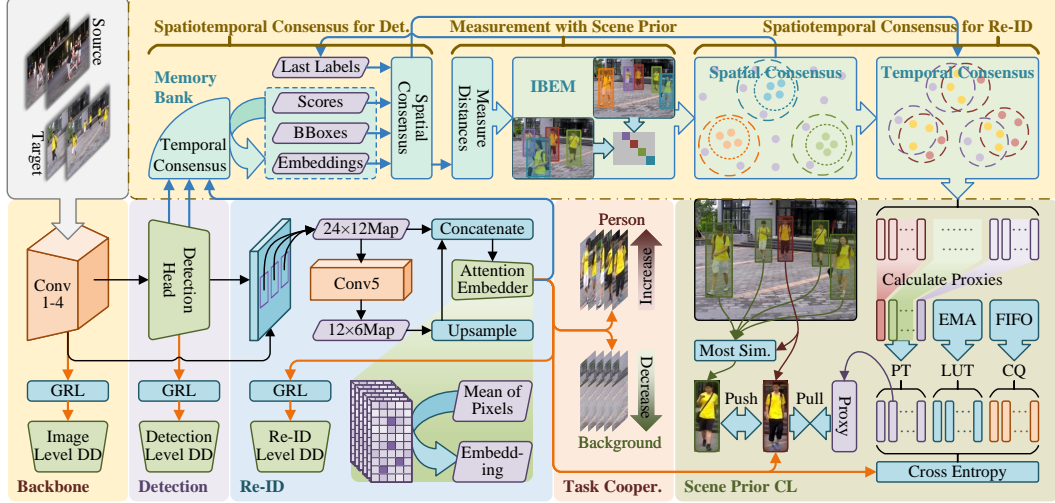 Source
Target
Spatiotemporal Consensus for Det.
Measurement with Scene Prior
Spatiotemporal Consensus for Re-ID
Memory
Bank
Temporal
Consensus
Last Labels
Scores
BBoxes
Embeddings
Spatial
Consensus
Measure
Distances
IBEM
Spatial Consensus
Temporal Consensus
Conv
1-4
Detection
Head
24×12Map
Conv5
12×6Map
Concatenate
Attention
Embedder
Upsample
GRL
GRL
GRL
Image
Level DD
Detection
Level DD
Re-ID
Level DD
Mean of
Pixels
Embedd-
ing
Person
Increase
Decrease
Background
Most Sim.
Push
Pull
Proxy
Calculate Proxies
EMA
FIFO
PT
LUT
CQ
Cross Entropy
Backbone
Detection
Re-ID
Task Cooper.
Scene Prior CL